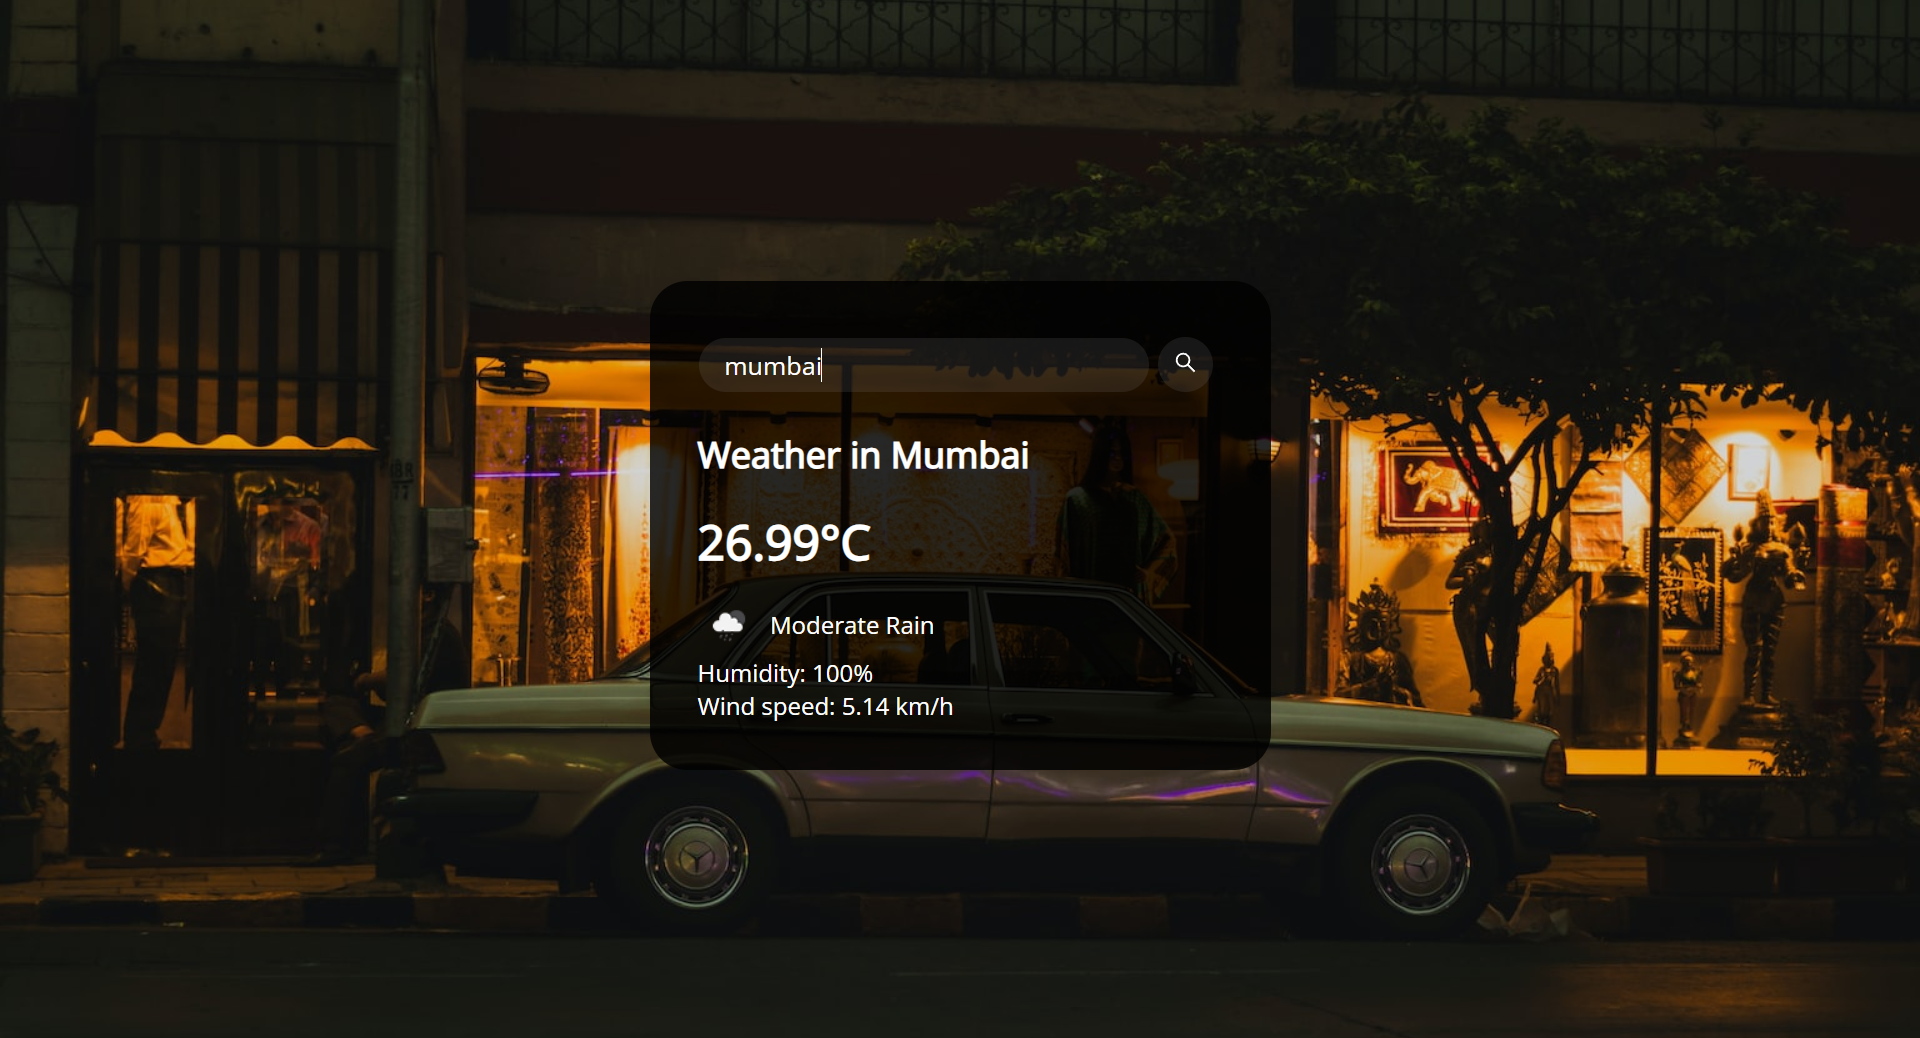 mumbai
Weather in Mumbai
26.99°C
Moderate Rain
Humidity: 100%
Wind speed: 5.14 km/h